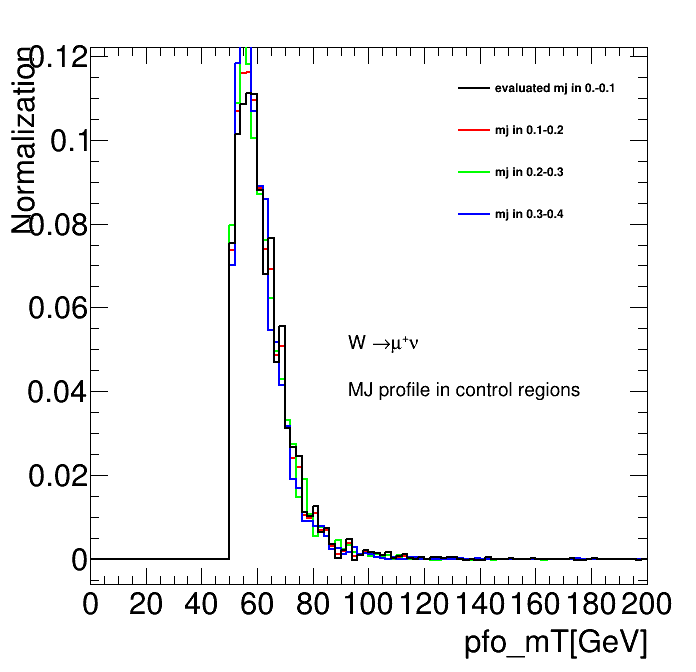 0.12
Normalization
0.1
0.08
0.06
0.04
0.02
0
evaluated mj in 0.-0.1
mj in 0.1-0.2
mj in 0.2-0.3
mj in 0.3-0.4
W →μ⁺ν
MJ profile in control regions
0 20 40 60 80 100 120 140 160 180 200
pfo_mT[GeV]